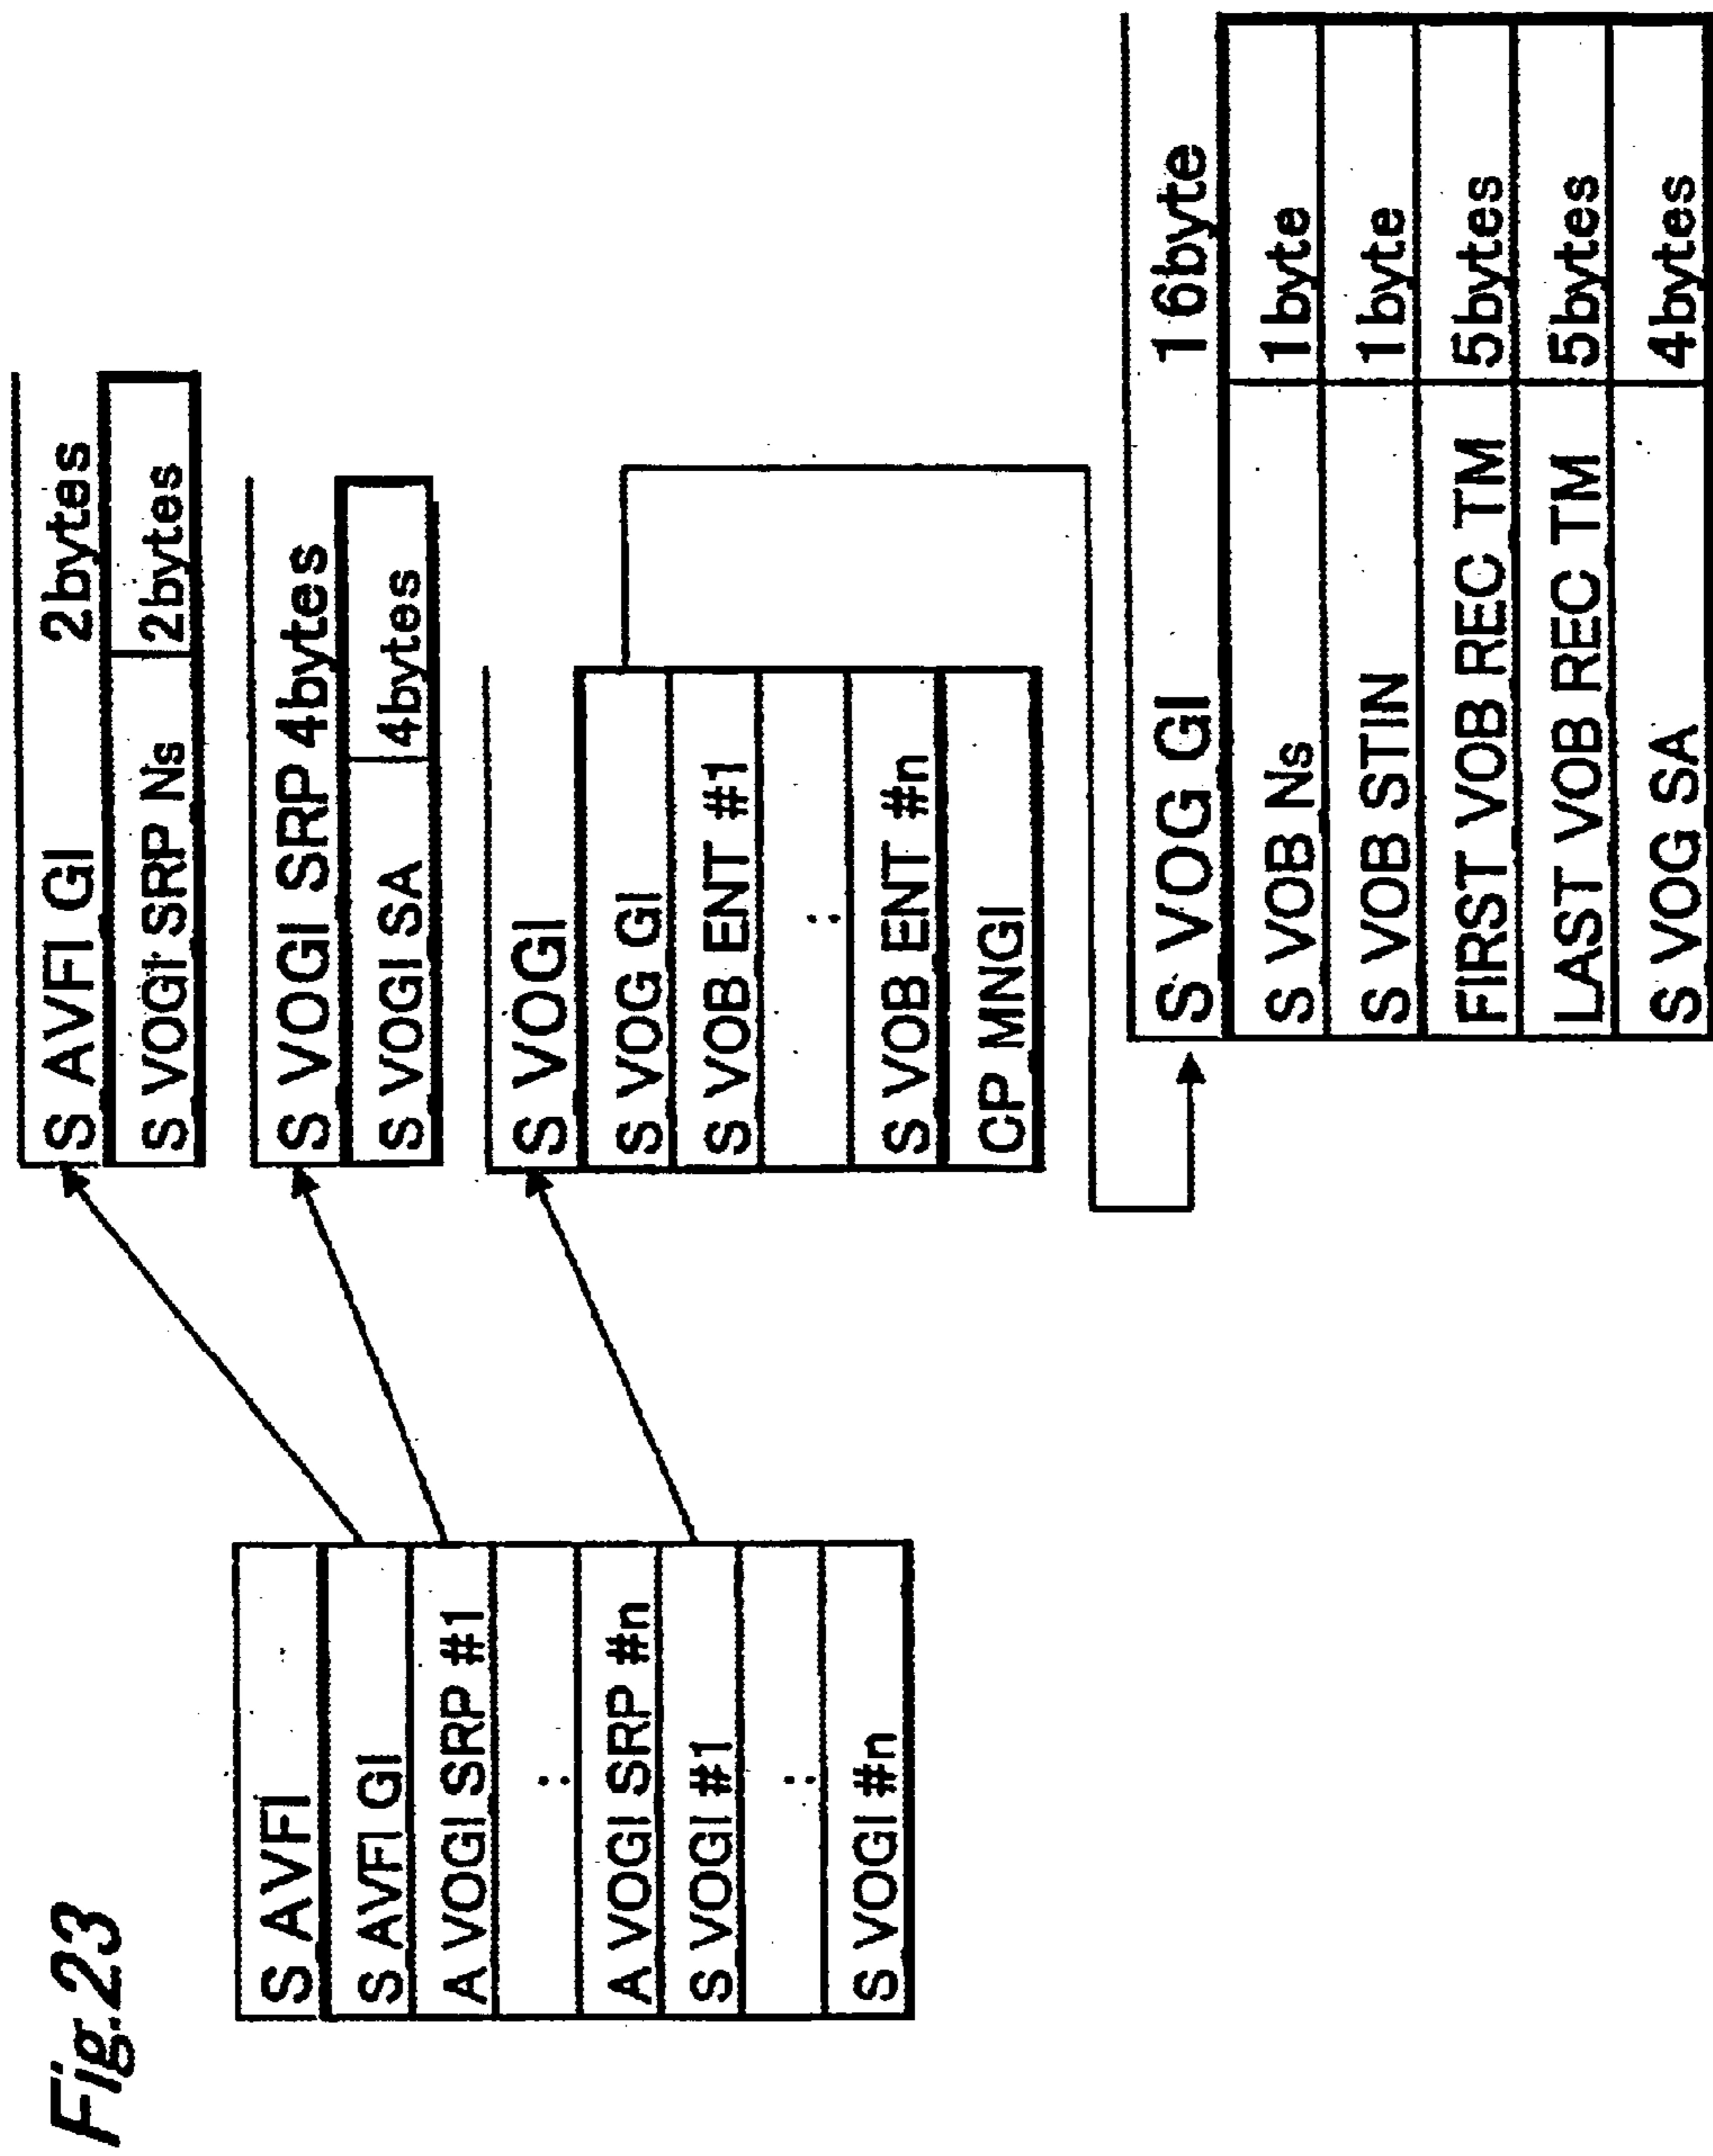 Fig.23
S AVFI
S AVFI GI
A VOGI SRP #1
:
A VOGI SRP #n
S VOGI #1
:
S VOGI #n
S AVFI GI 2bytes
S VOGI SRP Ns 2bytes
S VOGI SRP 4bytes
S VOGI SA 4bytes
S VOGI
S VOG GI
S VOB ENT #1
:
S VOB ENT #n
CP MNGI
S VOG GI 16byte
S VOB Ns 1byte
S VOB STIN 1byte
FIRST VOB REC TM 5bytes
LAST VOB REC TM 5bytes
S VOG SA 4bytes